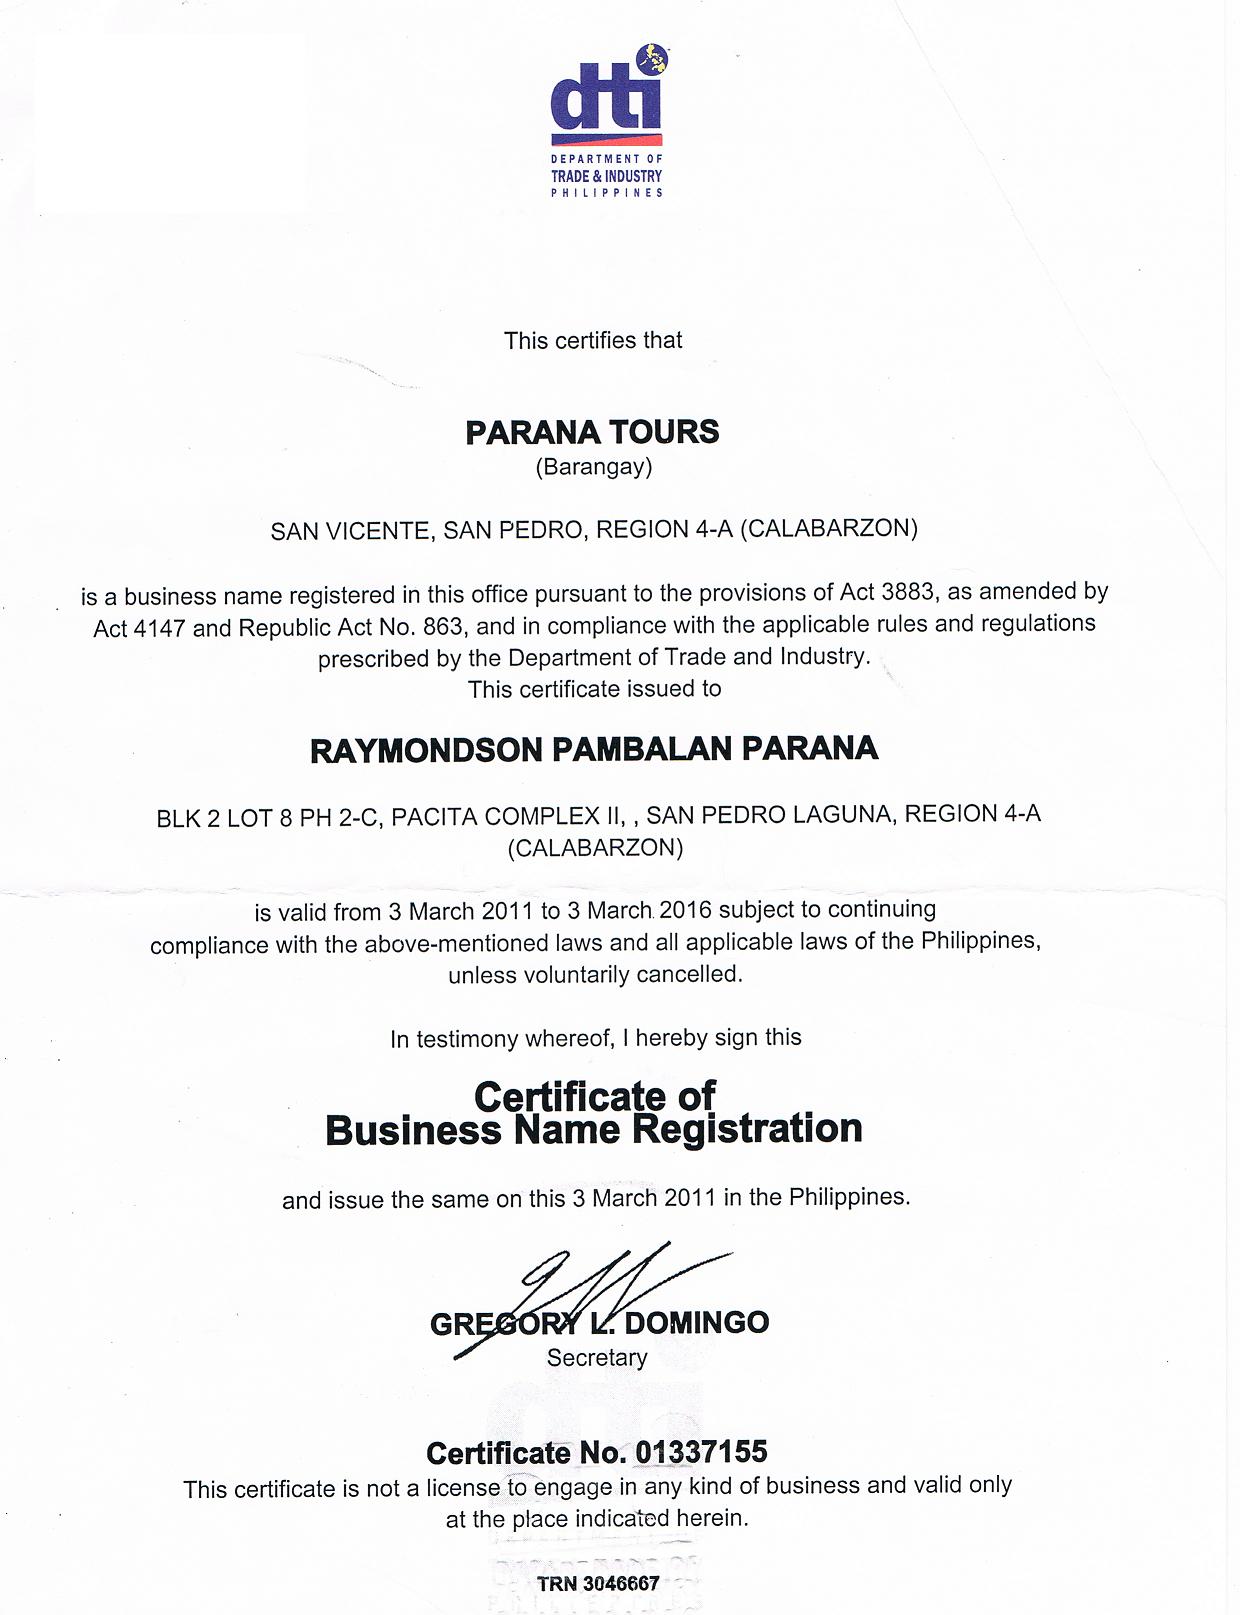 dti
DEPARTMENT OF
TRADE & INDUSTRY
PHILIPPINES
This certifies that
PARANA TOURS
(Barangay)
SAN VICENTE, SAN PEDRO, REGION 4-A (CALABARZON)
is a business name registered in this office pursuant to the provisions of Act 3883, as amended by
Act 4147 and Republic Act No. 863, and in compliance with the applicable rules and regulations
prescribed by the Department of Trade and Industry.
This certificate issued to
RAYMONDSON PAMBALAN PARANA
BLK 2 LOT 8 PH 2-C, PACITA COMPLEX II, , SAN PEDRO LAGUNA, REGION 4-A
(CALABARZON)
is valid from 3 March 2011 to 3 March 2016 subject to continuing
compliance with the above-mentioned laws and all applicable laws of the Philippines,
unless voluntarily cancelled.
In testimony whereof, I hereby sign this
Certificate of
Business Name Registration
and issue the same on this 3 March 2011 in the Philippines.
GREGORY L. DOMINGO
Secretary
Certificate No. 01337155
This certificate is not a license to engage in any kind of business and valid only
at the place indicated herein.
TRN 3046667